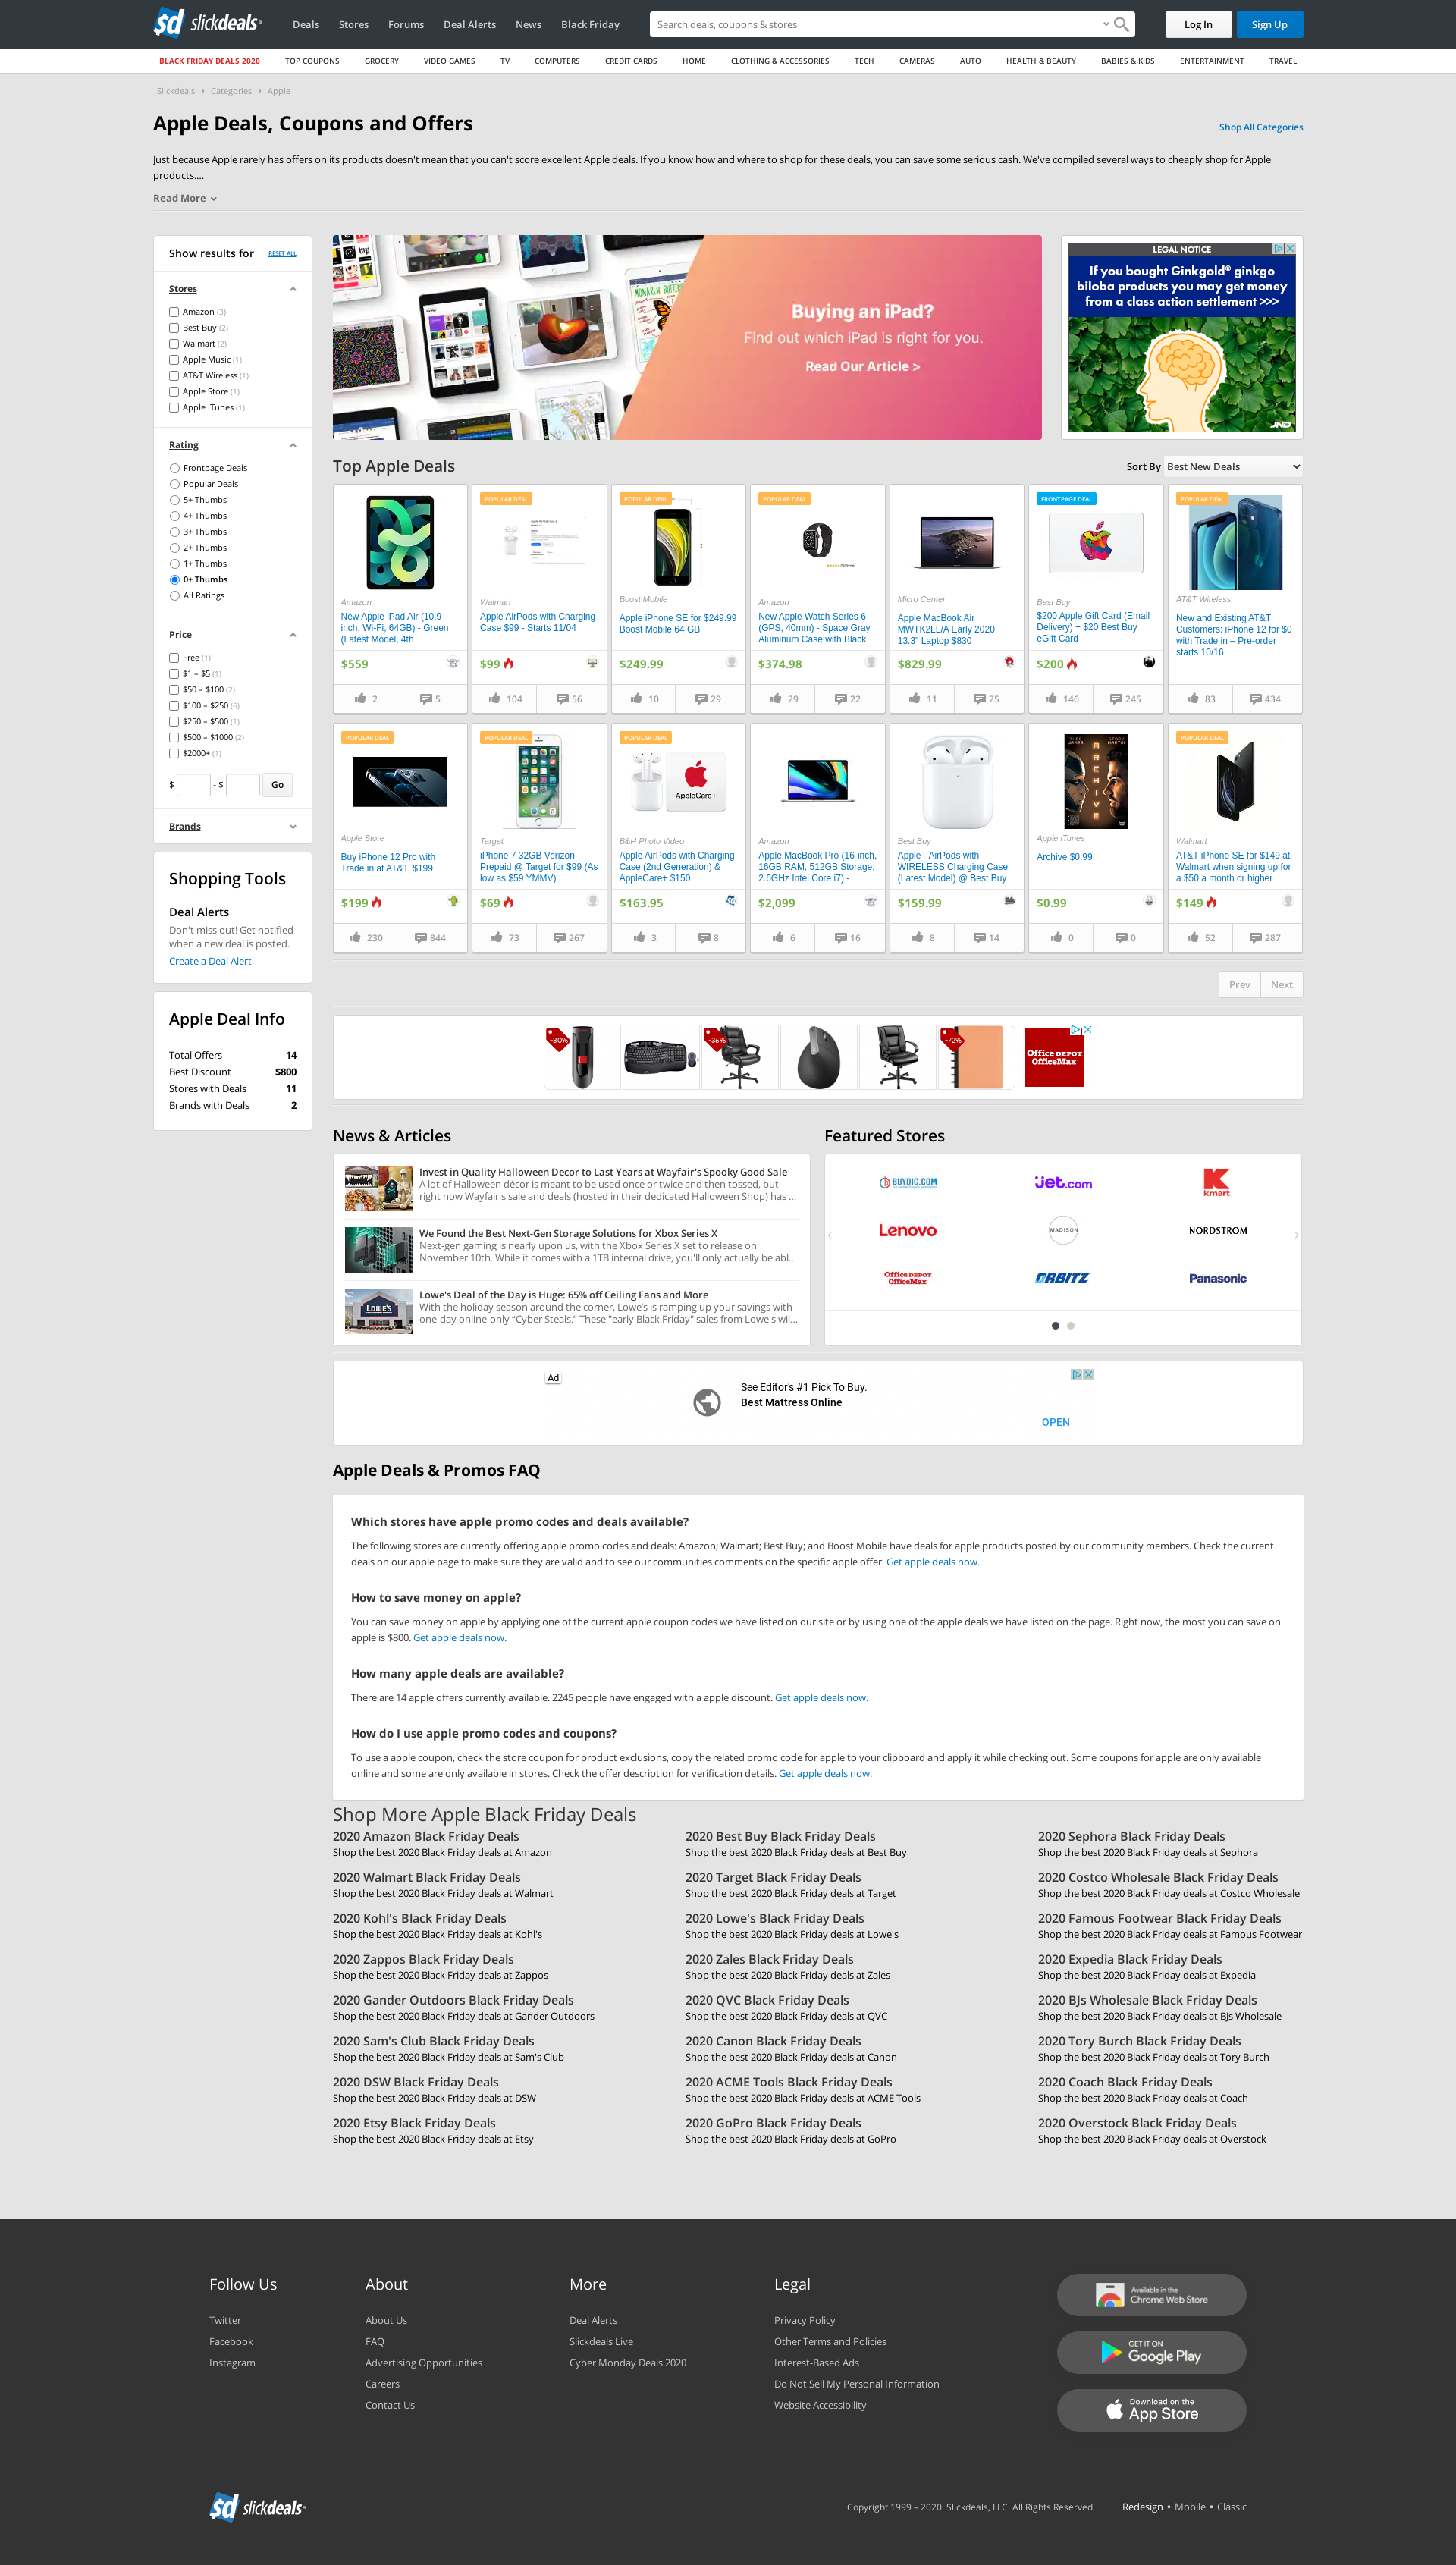 slickdeals
Deals
Stores
Forums
Deal Alerts
News
Black Friday
Search deals, coupons & stores
Log In
Sign Up
BLACK FRIDAY DEALS 2020
TOP COUPONS
GROCERY
VIDEO GAMES
TV
COMPUTERS
CREDIT CARDS
HOME
CLOTHING & ACCESSORIES
TECH
CAMERAS
AUTO
HEALTH & BEAUTY
BABIES & KIDS
ENTERTAINMENT
TRAVEL
Slickdeals > Categories > Apple
Apple Deals, Coupons and Offers
Shop All Categories
Just because Apple rarely has offers on its products doesn't mean that you can't score excellent Apple deals. If you know how and where to shop for these deals, you can save some serious cash. We've compiled several ways to cheaply shop for Apple
products....
Read More
Show results for
RESET ALL
Stores
Amazon (3)
Best Buy (2)
Walmart (2)
Apple Music (1)
AT&T Wireless (1)
Apple Store (1)
Apple iTunes (1)
Rating
Frontpage Deals
Popular Deals
5+ Thumbs
4+ Thumbs
3+ Thumbs
2+ Thumbs
1+ Thumbs
0+ Thumbs
All Ratings
Price
Free (1)
$1 – $5 (1)
$50 – $100 (2)
$100 – $250 (6)
$250 – $500 (1)
$500 – $1000 (2)
$2000+ (1)
$ - $ Go
Brands
Shopping Tools
Deal Alerts
Don't miss out! Get notified
when a new deal is posted.
Create a Deal Alert
Apple Deal Info
Total Offers 14
Best Discount $800
Stores with Deals 11
Brands with Deals 2
Buying an iPad?
Find out which iPad is right for you.
Read Our Article >
LEGAL NOTICE
If you bought Ginkgold® ginkgo
biloba products you may get money
from a class action settlement >>>
JND
Top Apple Deals
Sort By Best New Deals
Amazon
New Apple iPad Air (10.9-
inch, Wi-Fi, 64GB) - Green
(Latest Model, 4th
$559
2
5
POPULAR DEAL
Walmart
Apple AirPods with Charging
Case $99 - Starts 11/04
$99
104
56
POPULAR DEAL
Boost Mobile
Apple iPhone SE for $249.99
Boost Mobile 64 GB
$249.99
10
29
POPULAR DEAL
Amazon
New Apple Watch Series 6
(GPS, 40mm) - Space Gray
Aluminum Case with Black
$374.98
29
22
Micro Center
Apple MacBook Air
MWTK2LL/A Early 2020
13.3" Laptop $830
$829.99
11
25
FRONTPAGE DEAL
Best Buy
$200 Apple Gift Card (Email
Delivery) + $20 Best Buy
eGift Card
$200
146
245
POPULAR DEAL
AT&T Wireless
New and Existing AT&T
Customers: iPhone 12 for $0
with Trade in – Pre-order
starts 10/16
83
434
POPULAR DEAL
Apple Store
Buy iPhone 12 Pro with
Trade in at AT&T, $199
$199
230
844
POPULAR DEAL
Target
iPhone 7 32GB Verizon
Prepaid @ Target for $99 (As
low as $59 YMMV)
$69
73
267
POPULAR DEAL
AppleCare+
B&H Photo Video
Apple AirPods with Charging
Case (2nd Generation) &
AppleCare+ $150
$163.95
3
8
Amazon
Apple MacBook Pro (16-inch,
16GB RAM, 512GB Storage,
2.6GHz Intel Core i7) -
$2,099
6
16
Best Buy
Apple - AirPods with
WIRELESS Charging Case
(Latest Model) @ Best Buy
$159.99
8
14
ARCHIVE
Apple iTunes
Archive $0.99
$0.99
0
0
POPULAR DEAL
Walmart
AT&T iPhone SE for $149 at
Walmart when signing up for
a $50 a month or higher
$149
52
287
Prev
Next
-80%
-36%
-72%
Office DEPOT
OfficeMax
News & Articles
Invest in Quality Halloween Decor to Last Years at Wayfair's Spooky Good Sale
A lot of Halloween décor is meant to be used once or twice and then tossed, but
right now Wayfair's sale and deals (hosted in their dedicated Halloween Shop) has ...
We Found the Best Next-Gen Storage Solutions for Xbox Series X
Next-gen gaming is nearly upon us, with the Xbox Series X set to release on
November 10th. While it comes with a 1TB internal drive, you'll only actually be abl...
LOWE'S
Lowe's Deal of the Day is Huge: 65% off Ceiling Fans and More
With the holiday season around the corner, Lowe's is ramping up your savings with
one-day online-only "Cyber Steals." These "early Black Friday" sales from Lowe's wil...
Featured Stores
BUYDIG.COM
Jet.com
kmart
Lenovo
MADISON
NORDSTROM
Office DEPOT
OfficeMax
ORBITZ
Panasonic
Ad
See Editor's #1 Pick To Buy.
Best Mattress Online
OPEN
Apple Deals & Promos FAQ
Which stores have apple promo codes and deals available?
The following stores are currently offering apple promo codes and deals: Amazon; Walmart; Best Buy; and Boost Mobile have deals for apple products posted by our community members. Check the current
deals on our apple page to make sure they are valid and to see our communities comments on the specific apple offer. Get apple deals now.
How to save money on apple?
You can save money on apple by applying one of the current apple coupon codes we have listed on our site or by using one of the apple deals we have listed on the page. Right now, the most you can save on
apple is $800. Get apple deals now.
How many apple deals are available?
There are 14 apple offers currently available. 2245 people have engaged with a apple discount. Get apple deals now.
How do I use apple promo codes and coupons?
To use a apple coupon, check the store coupon for product exclusions, copy the related promo code for apple to your clipboard and apply it while checking out. Some coupons for apple are only available
online and some are only available in stores. Check the offer description for verification details. Get apple deals now.
Shop More Apple Black Friday Deals
2020 Amazon Black Friday Deals
Shop the best 2020 Black Friday deals at Amazon
2020 Best Buy Black Friday Deals
Shop the best 2020 Black Friday deals at Best Buy
2020 Sephora Black Friday Deals
Shop the best 2020 Black Friday deals at Sephora
2020 Walmart Black Friday Deals
Shop the best 2020 Black Friday deals at Walmart
2020 Target Black Friday Deals
Shop the best 2020 Black Friday deals at Target
2020 Costco Wholesale Black Friday Deals
Shop the best 2020 Black Friday deals at Costco Wholesale
2020 Kohl's Black Friday Deals
Shop the best 2020 Black Friday deals at Kohl's
2020 Lowe's Black Friday Deals
Shop the best 2020 Black Friday deals at Lowe's
2020 Famous Footwear Black Friday Deals
Shop the best 2020 Black Friday deals at Famous Footwear
2020 Zappos Black Friday Deals
Shop the best 2020 Black Friday deals at Zappos
2020 Zales Black Friday Deals
Shop the best 2020 Black Friday deals at Zales
2020 Expedia Black Friday Deals
Shop the best 2020 Black Friday deals at Expedia
2020 Gander Outdoors Black Friday Deals
Shop the best 2020 Black Friday deals at Gander Outdoors
2020 QVC Black Friday Deals
Shop the best 2020 Black Friday deals at QVC
2020 BJs Wholesale Black Friday Deals
Shop the best 2020 Black Friday deals at BJs Wholesale
2020 Sam's Club Black Friday Deals
Shop the best 2020 Black Friday deals at Sam's Club
2020 Canon Black Friday Deals
Shop the best 2020 Black Friday deals at Canon
2020 Tory Burch Black Friday Deals
Shop the best 2020 Black Friday deals at Tory Burch
2020 DSW Black Friday Deals
Shop the best 2020 Black Friday deals at DSW
2020 ACME Tools Black Friday Deals
Shop the best 2020 Black Friday deals at ACME Tools
2020 Coach Black Friday Deals
Shop the best 2020 Black Friday deals at Coach
2020 Etsy Black Friday Deals
Shop the best 2020 Black Friday deals at Etsy
2020 GoPro Black Friday Deals
Shop the best 2020 Black Friday deals at GoPro
2020 Overstock Black Friday Deals
Shop the best 2020 Black Friday deals at Overstock
Follow Us
Twitter
Facebook
Instagram
About
About Us
FAQ
Advertising Opportunities
Careers
Contact Us
More
Deal Alerts
Slickdeals Live
Cyber Monday Deals 2020
Legal
Privacy Policy
Other Terms and Policies
Interest-Based Ads
Do Not Sell My Personal Information
Website Accessibility
Available in the
Chrome Web Store
GET IT ON
Google Play
Download on the
App Store
slickdeals
Copyright 1999 – 2020. Slickdeals, LLC. All Rights Reserved.
Redesign • Mobile • Classic